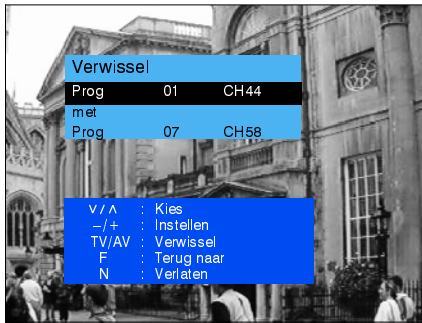 Verwissel
Prog 01 CH44
met
Prog 07 CH58
∨/∧ : Kies
–/+ : Instellen
TV/AV : Verwissel
F : Terug naar
N : Verlaten